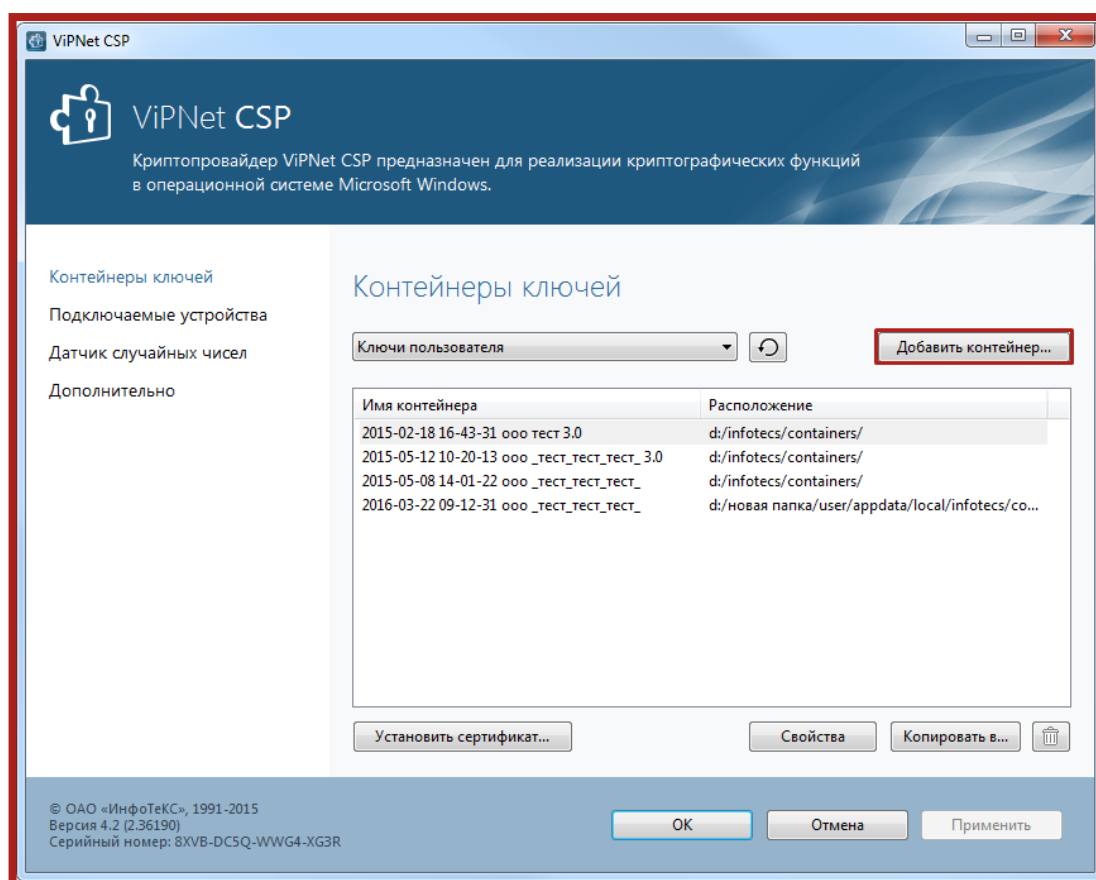 ViPNet CSP
ViPNet CSP
Криптопровайдер ViPNet CSP предназначен для реализации криптографических функций
в операционной системе Microsoft Windows.
Контейнеры ключей
Подключаемые устройства
Датчик случайных чисел
Дополнительно
Контейнеры ключей
Ключи пользователя
Добавить контейнер...
Имя контейнера Расположение
2015-02-18 16-43-31 ооо тест 3.0 d:/infotecs/containers/
2015-05-12 10-20-13 ооо _тест_тест_тест_ 3.0 d:/infotecs/containers/
2015-05-08 14-01-22 ооо _тест_тест_тест_ d:/infotecs/containers/
2016-03-22 09-12-31 ооо _тест_тест_тест_ d:/новая папка/user/appdata/local/infotecs/co...
Установить сертификат...
Свойства
Копировать в...
© ОАО «ИнфоТеКС», 1991-2015
Версия 4.2 (2.36190)
Серийный номер: 8XVB-DC5Q-WWG4-XG3R
OK
Отмена
Применить